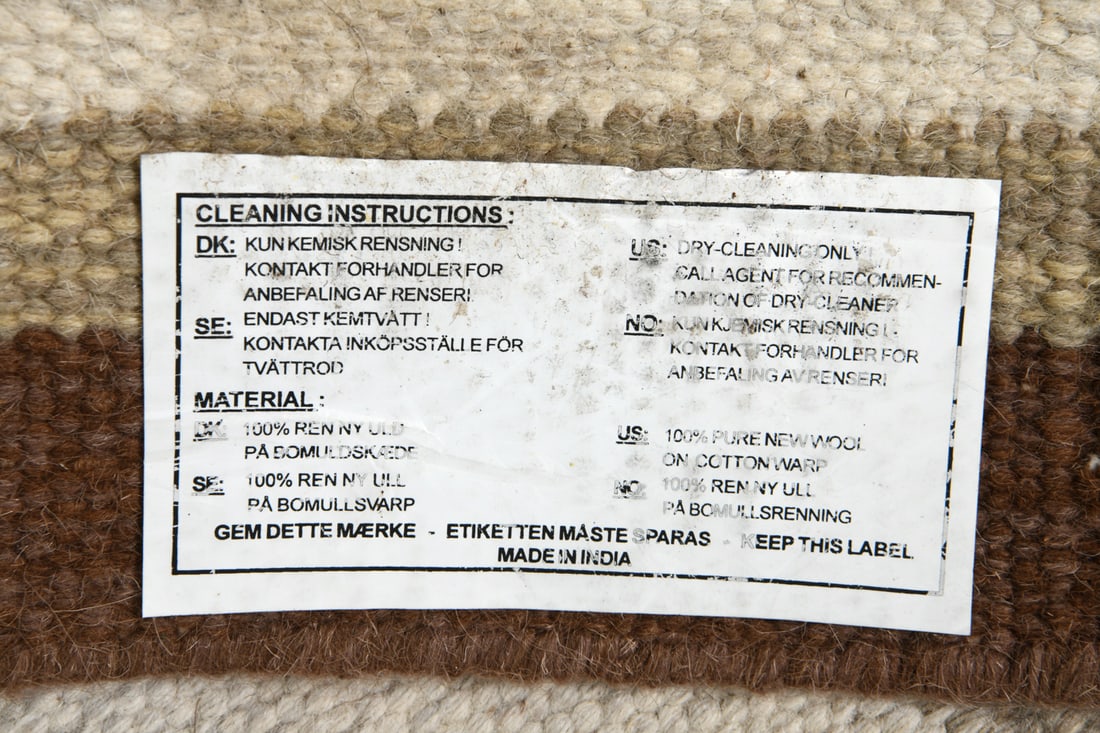 CLEANING INSTRUCTIONS :
DK: KUN KEMISK RENSNING !
KONTAKT FORHANDLER FOR
ANBEFALING AF RENSERI.
SE: ENDAST KEMTVÄTT !
KONTAKTA INKÖPSSTÄLLE FÖR
TVÄTTROD
US: DRY-CLEANING ONLY !
CALL AGENT FOR RECOMMEN-
DATION OF DRY-CLEANER
NO: KUN KJEMISK RENSNING ! -
KONTAKT FORHANDLER FOR
ANBEFALING AV RENSERI
MATERIAL :
DK: 100% REN NY ULD
PÅ BOMULDSKÆDE
SE: 100% REN NY ULL
PÅ BOMULLSVARP
US: 100% PURE NEW WOOL
ON COTTON WARP
NO: 100% REN NY ULL
PÅ BOMULLSRENNING
GEM DETTE MÆRKE - ETIKETTEN MÅSTE SPARAS - KEEP THIS LABEL
MADE IN INDIA